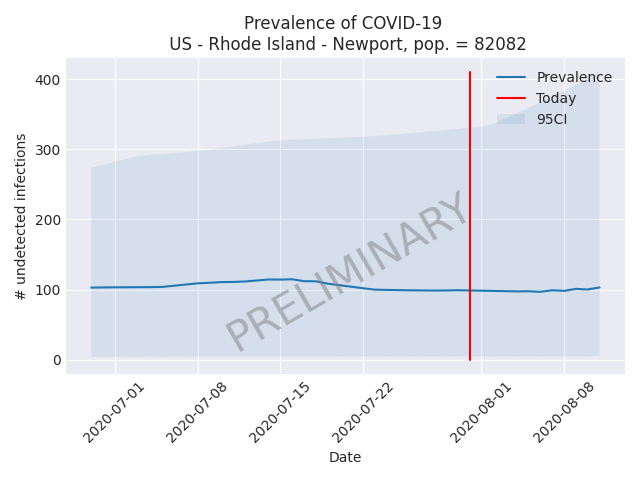 Prevalence of COVID-19
US - Rhode Island - Newport, pop. = 82082
400
300
200
100
0
# undetected infections
Prevalence
Today
95CI
PRELIMINARY
2020-07-01
2020-07-08
2020-07-15
2020-07-22
2020-08-01
2020-08-08
Date